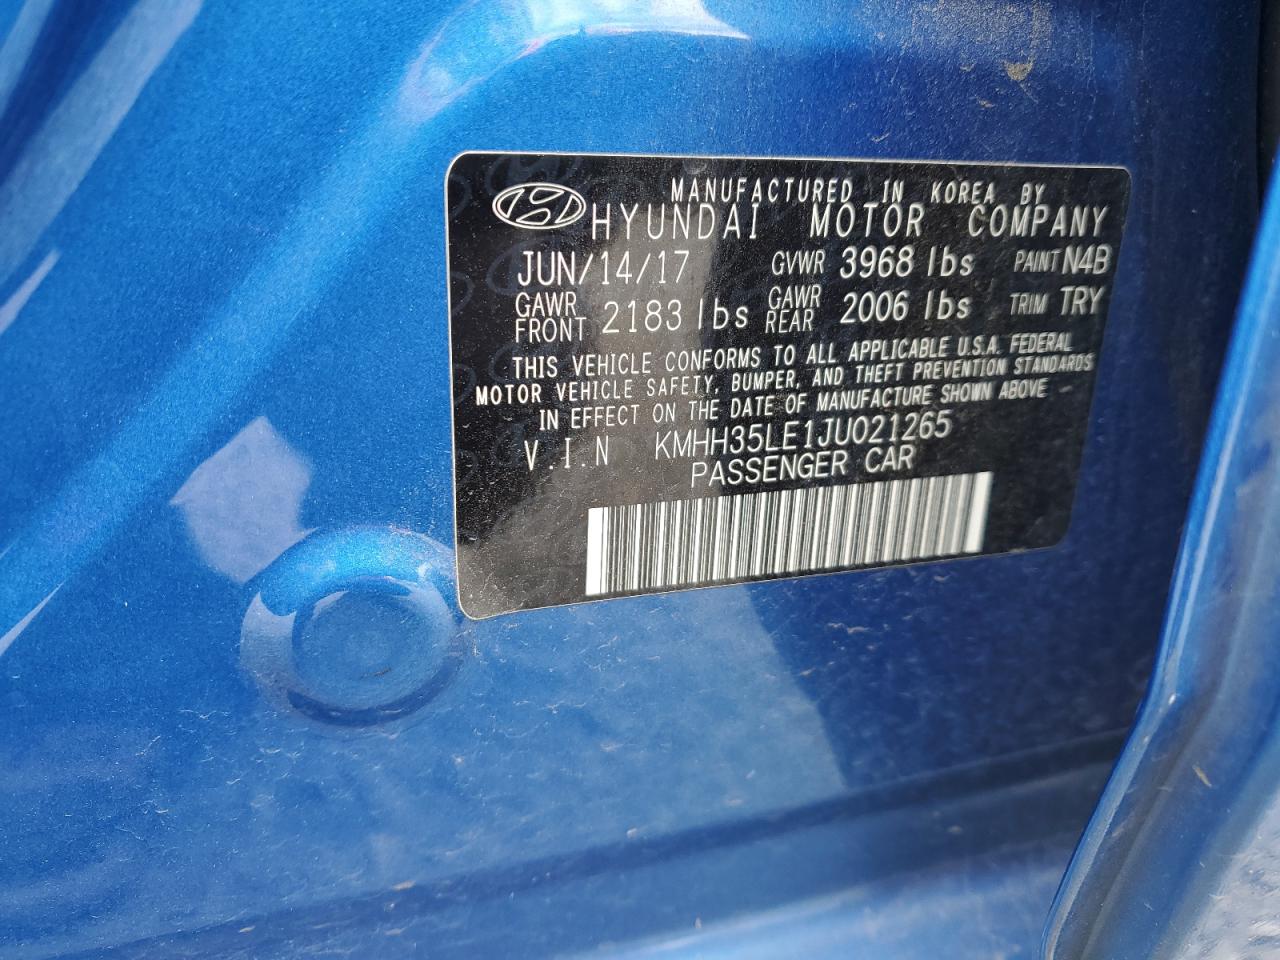 MANUFACTURED IN KOREA BY
HYUNDAI MOTOR COMPANY
JUN/14/17 GVWR 3968 lbs PAINT N4B
GAWR FRONT 2183 lbs GAWR REAR 2006 lbs TRIM TRY
THIS VEHICLE CONFORMS TO ALL APPLICABLE U.S.A. FEDERAL
MOTOR VEHICLE SAFETY, BUMPER, AND THEFT PREVENTION STANDARDS
IN EFFECT ON THE DATE OF MANUFACTURE SHOWN ABOVE
V.I.N KMHH35LE1JU021265
PASSENGER CAR